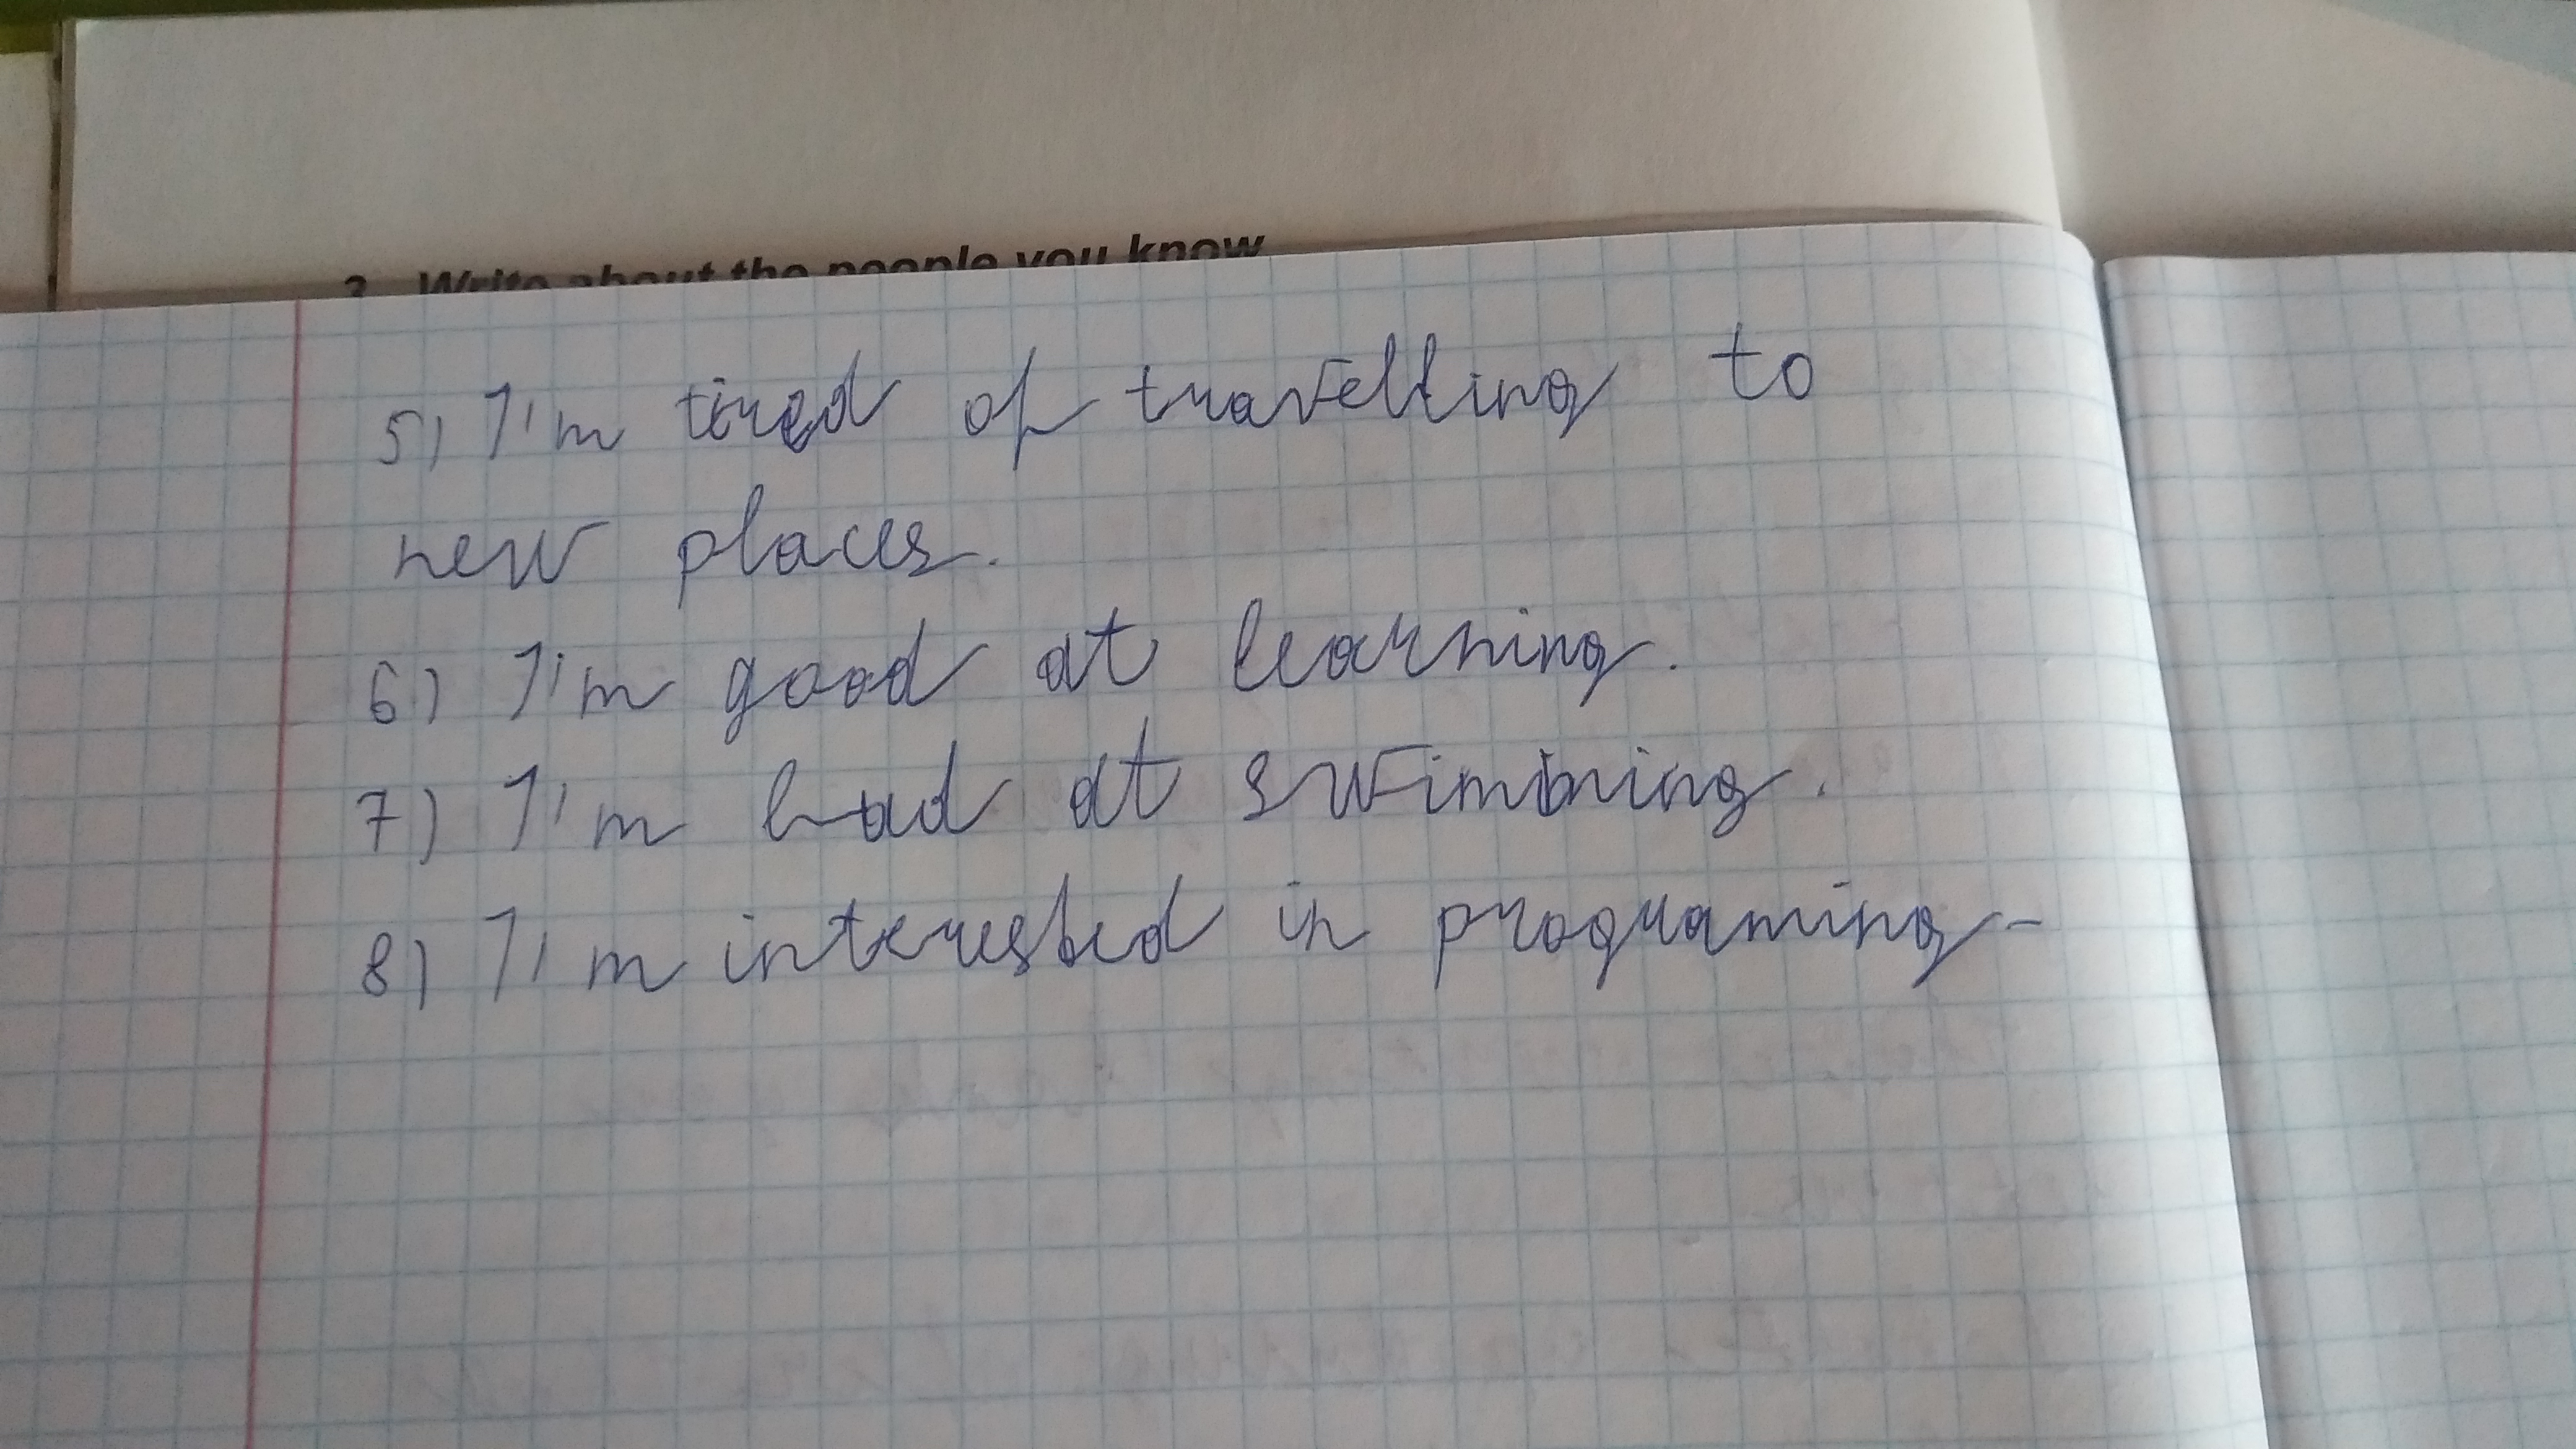 3. Write about the people you know
5) I'm tired of travelling to
new places.
6) I'm good at learning.
7) I'm bad at swimming.
8) I'm interested in programing-